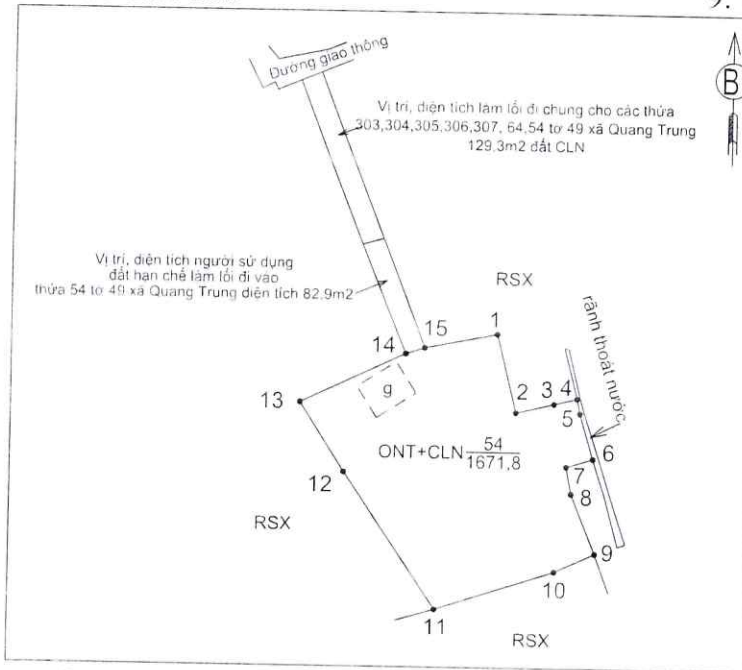 9.
Đường giao thông
B
Vị trí, diện tích làm lối đi chung cho các thửa
303,304,305,306,307, 64,54 tờ 49 xã Quang Trung
129,3m2 đất CLN
Vị trí, diện tích người sử dụng
đất hạn chế làm lối đi vào
thửa 54 tờ 49 xã Quang Trung diện tích 82,9m2
RSX
1
15
14
rãnh thoát nước
g
13
2
3
4
5
ONT+CLN 54
1671,8
6
7
12
8
RSX
9
10
11
RSX